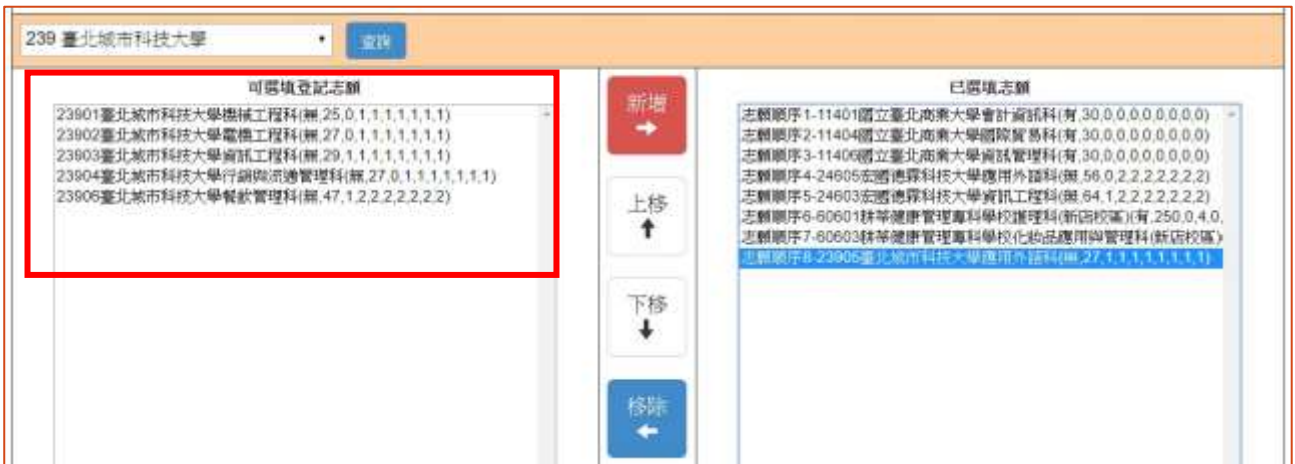 239 臺北城市科技大學
查詢
可選填登記志願
23901臺北城市科技大學機械工程科(無,25,0,1,1,1,1,1,1,1)
23902臺北城市科技大學電機工程科(無,27,0,1,1,1,1,1,1,1)
23903臺北城市科技大學資訊工程科(無,29,1,1,1,1,1,1,1,1)
23904臺北城市科技大學行銷與流通管理科(無,27,0,1,1,1,1,1,1,1)
23906臺北城市科技大學餐飲管理科(無,47,1,2,2,2,2,2,2,2)
新增
上移
下移
移除
已選填志願
志願順序1-11401國立臺北商業大學會計資訊科(有,30,0,0,0,0,0,0,0,0)
志願順序2-11404國立臺北商業大學國際貿易科(有,30,0,0,0,0,0,0,0,0)
志願順序3-11406國立臺北商業大學資訊管理科(有,30,0,0,0,0,0,0,0,0)
志願順序4-24605宏國德霖科技大學應用外語科(無,56,0,2,2,2,2,2,2,2)
志願順序5-24603宏國德霖科技大學資訊工程科(無,64,1,2,2,2,2,2,2,2)
志願順序6-60601耕莘健康管理專科學校護理科(新店校區)(有,250,0,4,0,
志願順序7-60603耕莘健康管理專科學校化妝品應用與管理科(新店校區)(
志願順序8-23905臺北城市科技大學應用外語科(無,27,1,1,1,1,1,1,1,1)